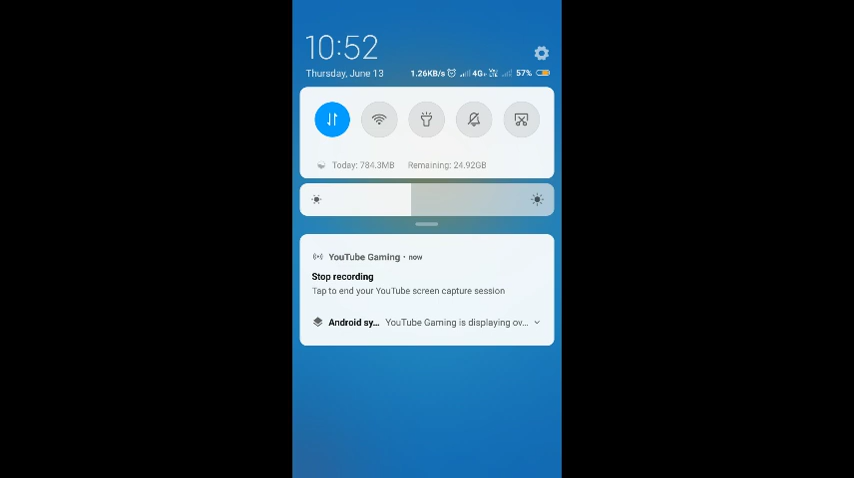 10:52
Thursday, June 13
1.26KB/s 4G+ 57%
Today: 784.3MB Remaining: 24.92GB
YouTube Gaming • now
Stop recording
Tap to end your YouTube screen capture session
Android sy... YouTube Gaming is displaying ov...